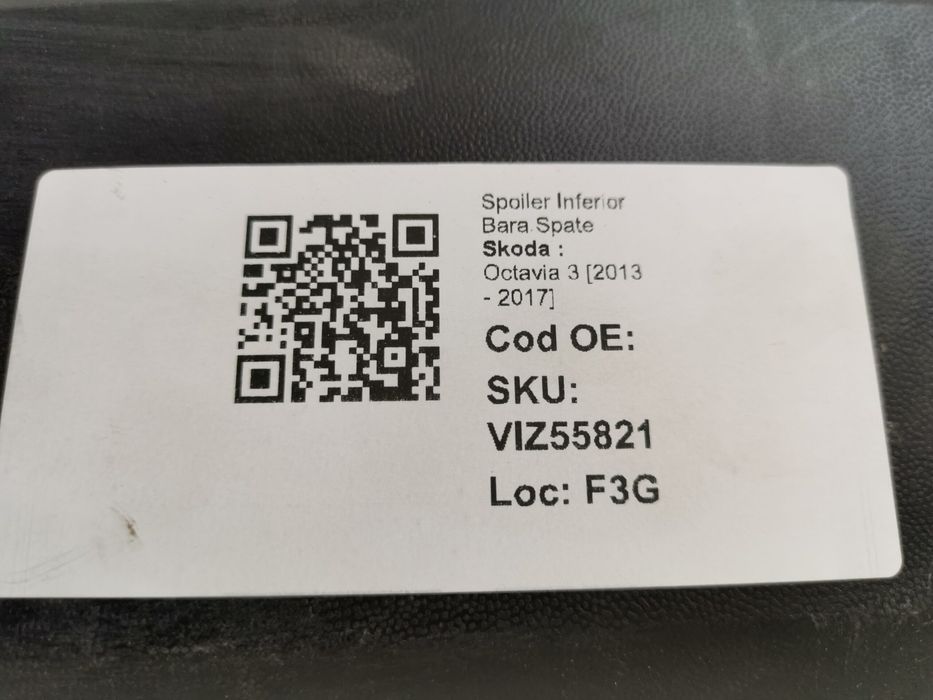 Spoiler Inferior
Bara Spate
Skoda :
Octavia 3 [2013
- 2017]
Cod OE:
SKU:
VIZ55821
Loc: F3G